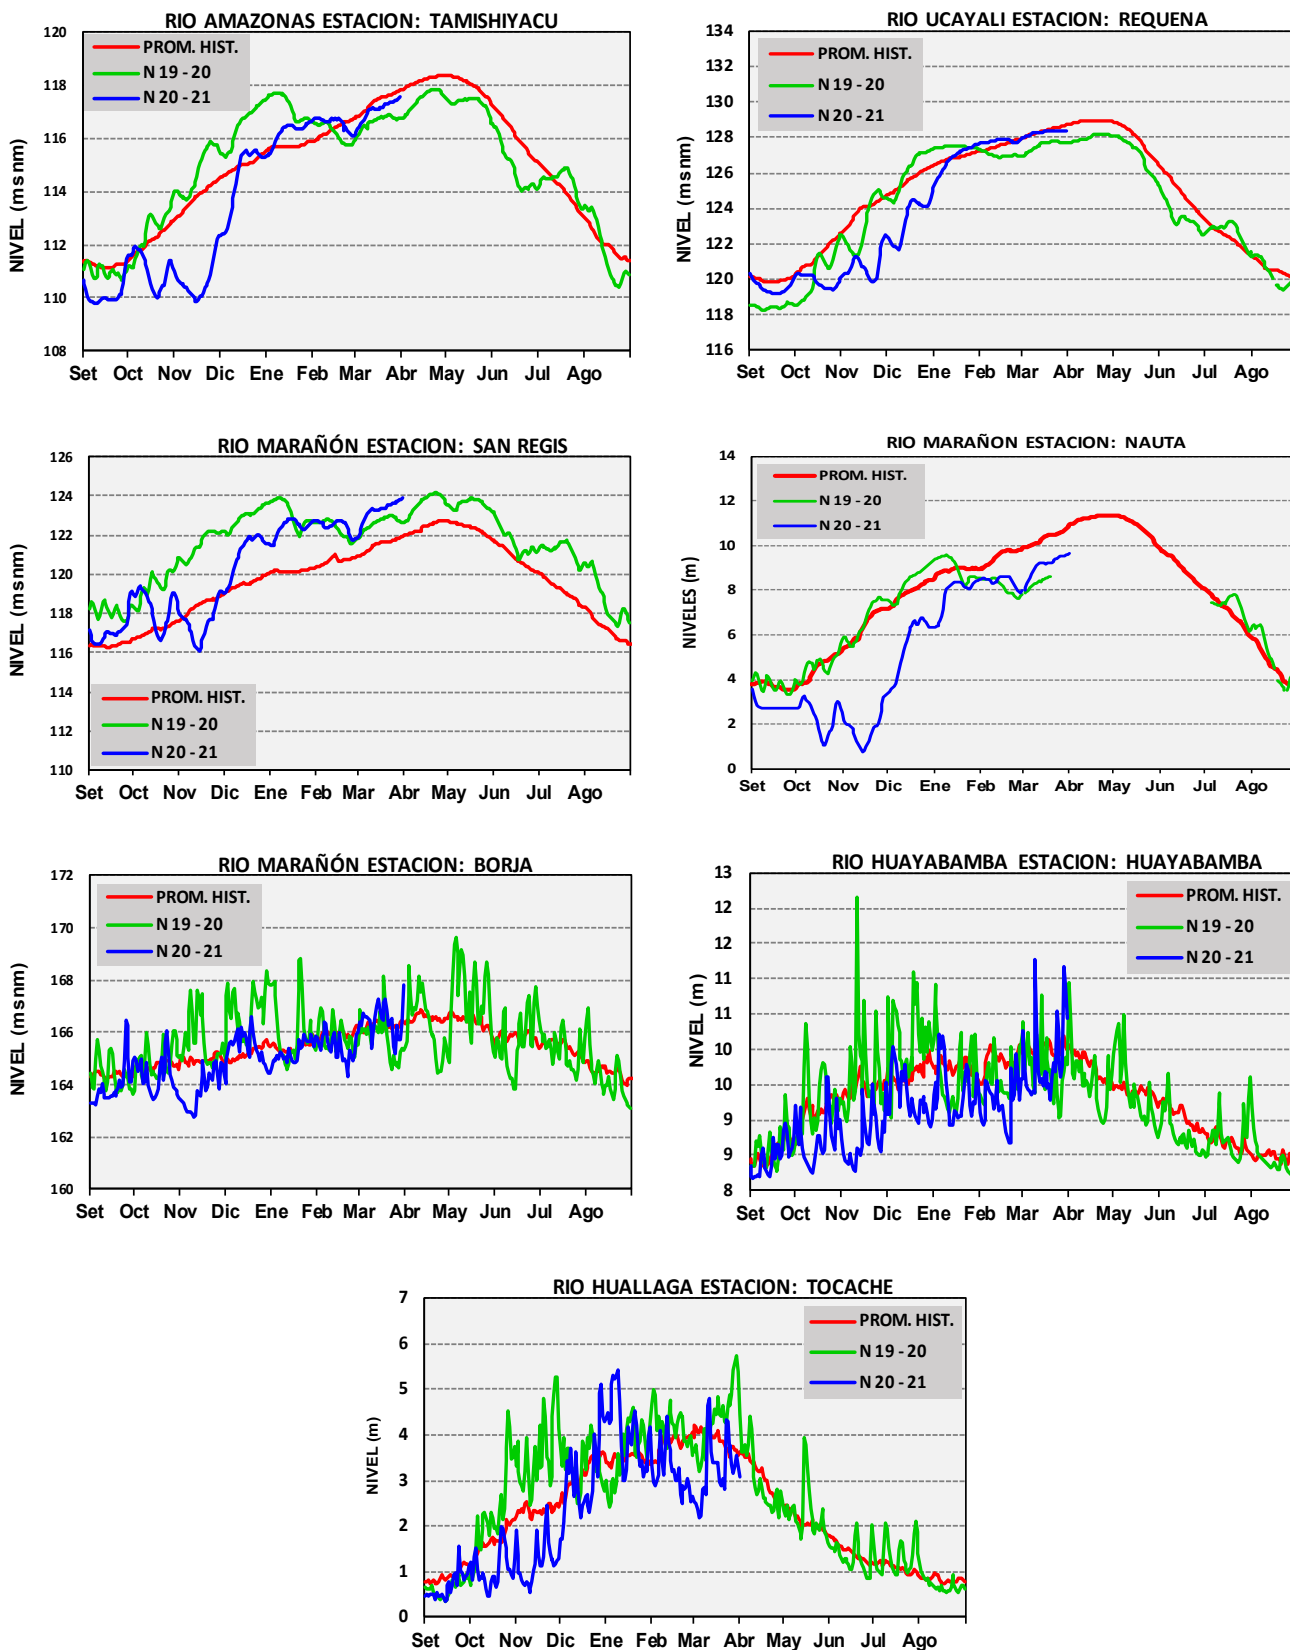 RIO AMAZONAS ESTACION: TAMISHIYACU
NIVEL (msnm)
120
118
116
114
112
110
108
PROM. HIST.
N 19 - 20
N 20 - 21
Set Oct Nov Dic Ene Feb Mar Abr May Jun Jul Ago
RIO UCAYALI ESTACION: REQUENA
NIVEL (msnm)
134
132
130
128
126
124
122
120
118
116
PROM. HIST.
N 19 - 20
N 20 - 21
Set Oct Nov Dic Ene Feb Mar Abr May Jun Jul Ago
RIO MARAÑÓN ESTACION: SAN REGIS
NIVEL (msnm)
126
124
122
120
118
116
114
112
110
PROM. HIST.
N 19 - 20
N 20 - 21
Set Oct Nov Dic Ene Feb Mar Abr May Jun Jul Ago
RIO MARAÑON ESTACION: NAUTA
NIVELES (m)
14
12
10
8
6
4
2
0
PROM. HIST.
N 19 - 20
N 20 - 21
Set Oct Nov Dic Ene Feb Mar Abr May Jun Jul Ago
RIO MARAÑÓN ESTACION: BORJA
NIVEL (msnm)
172
170
168
166
164
162
160
PROM. HIST.
N 19 - 20
N 20 - 21
Set Oct Nov Dic Ene Feb Mar Abr May Jun Jul Ago
RIO HUAYABAMBA ESTACION: HUAYABAMBA
NIVEL (m)
13
12
12
11
11
10
10
9
9
8
PROM. HIST.
N 19 - 20
N 20 - 21
Set Oct Nov Dic Ene Feb Mar Abr May Jun Jul Ago
RIO HUALLAGA ESTACION: TOCACHE
NIVEL (m)
7
6
5
4
3
2
1
0
PROM. HIST.
N 19 - 20
N 20 - 21
Set Oct Nov Dic Ene Feb Mar Abr May Jun Jul Ago